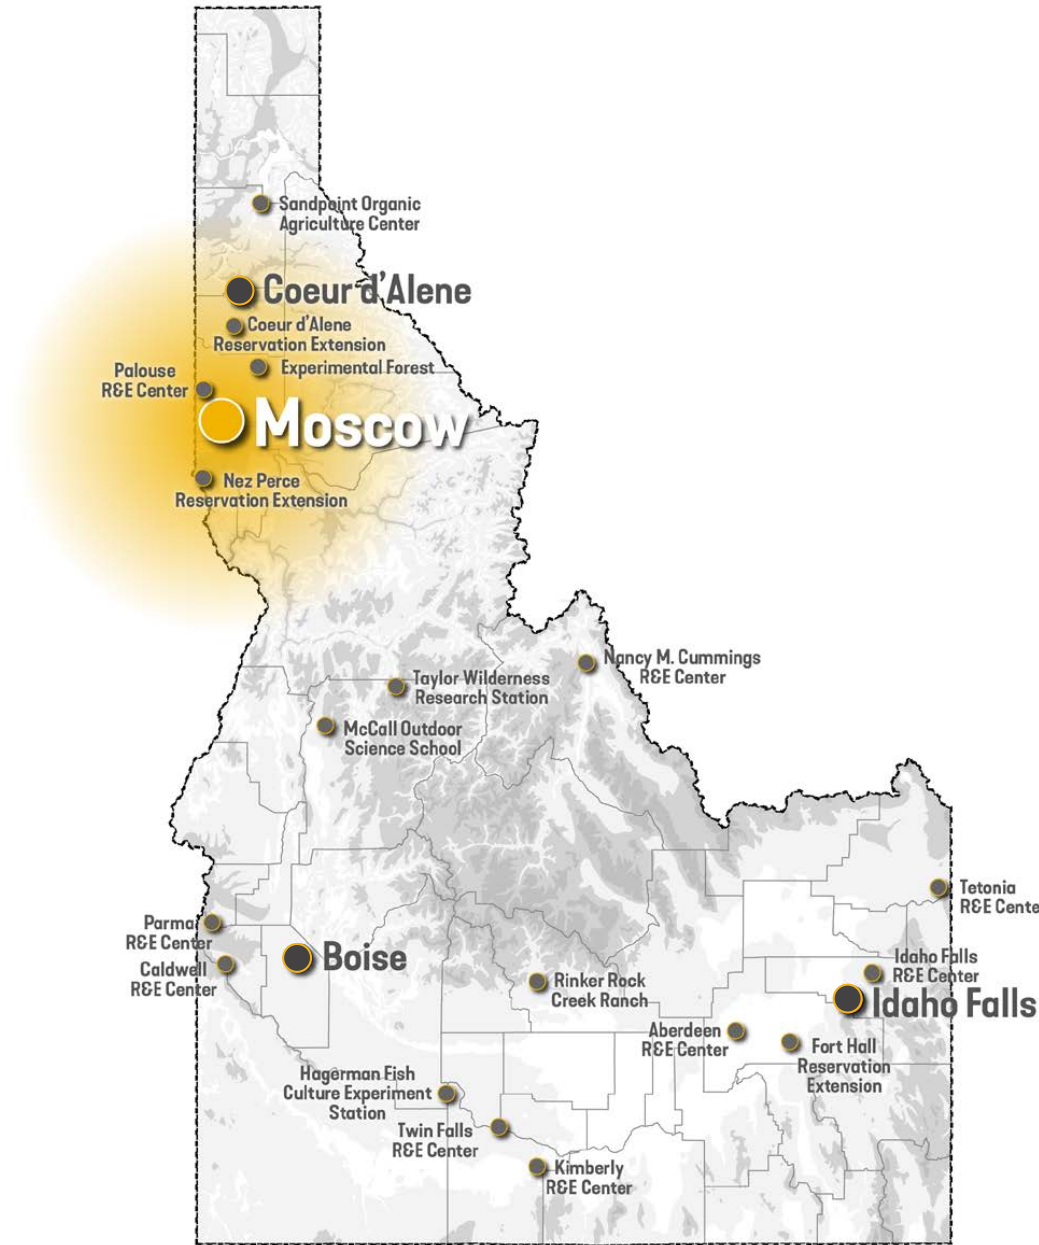 Sandpoint Organic
Agriculture Center
Coeur d'Alene
Coeur d'Alene
Reservation Extension
Experimental Forest
Palouse
R&E Center
Moscow
Nez Perce
Reservation Extension
Nancy M. Cummings
R&E Center
Taylor Wilderness
Research Station
McCall Outdoor
Science School
Tetonia
R&E Cente
Parma
R&E Center
Caldwell
R&E Center
Boise
Rinker Rock
Creek Ranch
Idaho Falls
R&E Center
Idaho Falls
Aberdeen
R&E Center
Fort Hall
Reservation
Extension
Hagerman Fish
Culture Experiment
Station
Twin Falls
R&E Center
Kimberly
R&E Center